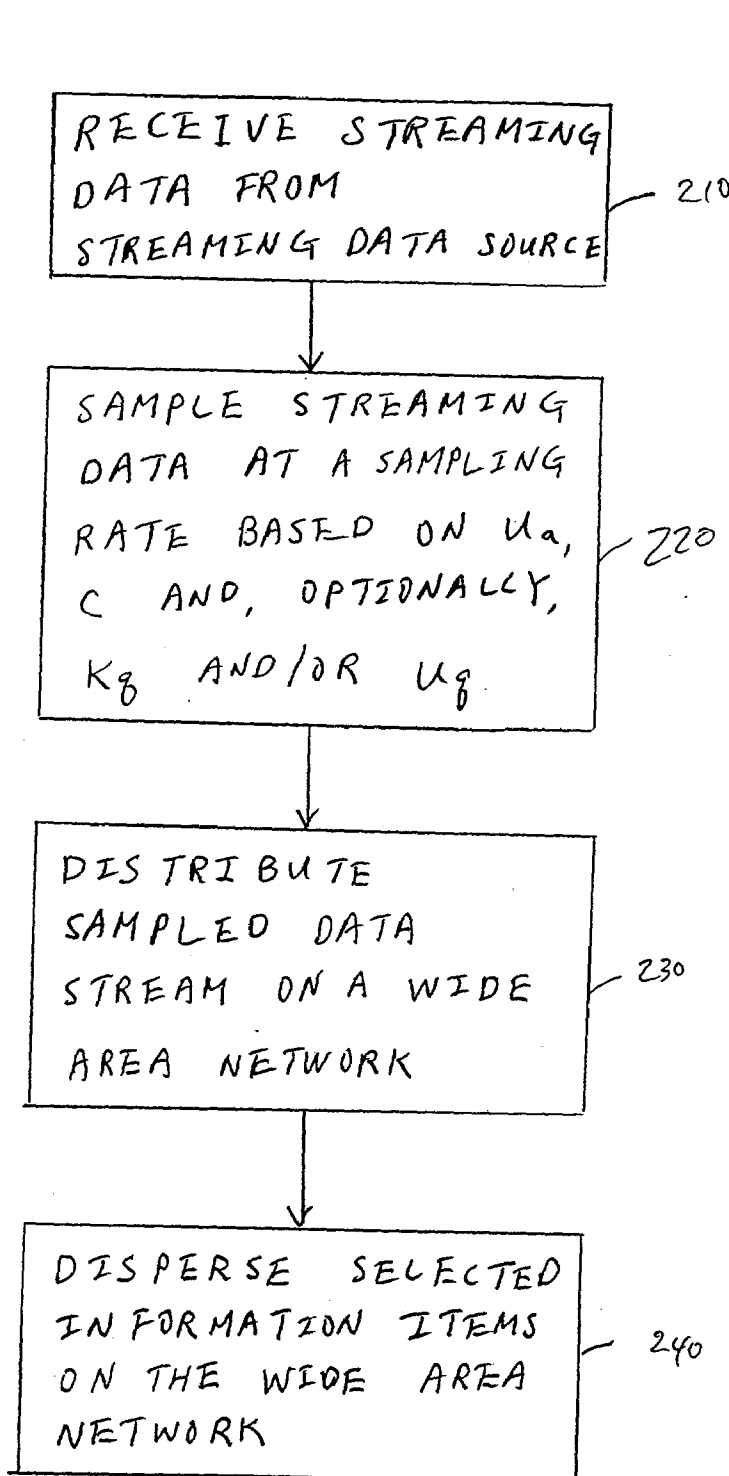 RECEIVE STREAMING
DATA FROM
STREAMING DATA SOURCE
210
SAMPLE STREAMING
DATA AT A SAMPLING
RATE BASED ON Ua,
C AND, OPTIONALLY,
Kq AND/OR Uq
220
DISTRIBUTE
SAMPLED DATA
STREAM ON A WIDE
AREA NETWORK
230
DISPERSE SELECTED
INFORMATION ITEMS
ON THE WIDE AREA
NETWORK
240